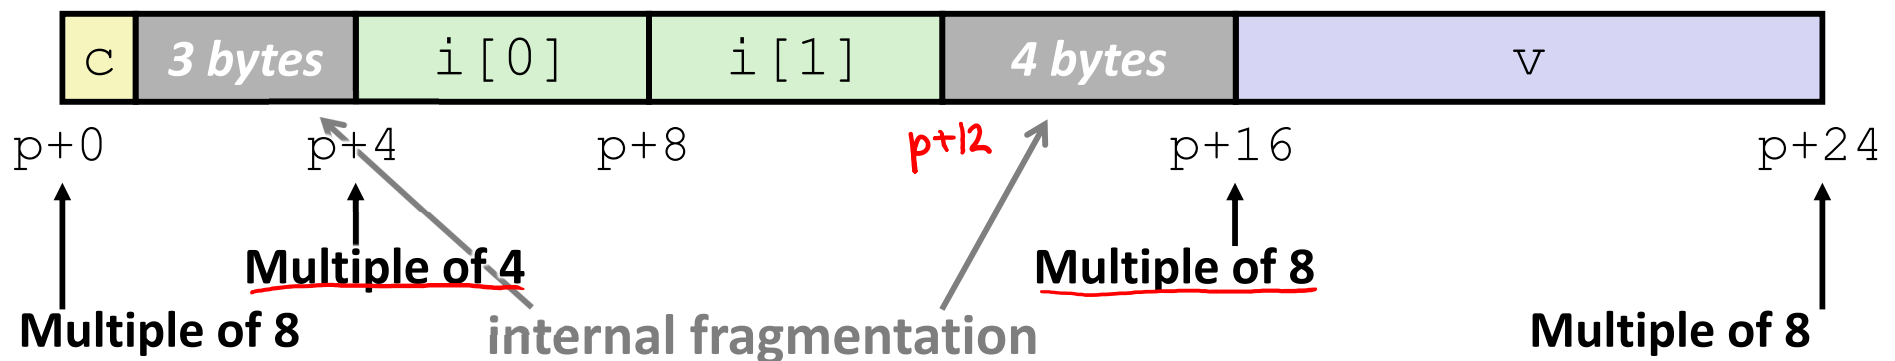 c 3 bytes i[0] i[1] 4 bytes v
p+0 p+4 p+8 p+12 p+16 p+24
Multiple of 4 Multiple of 8
Multiple of 8 internal fragmentation Multiple of 8